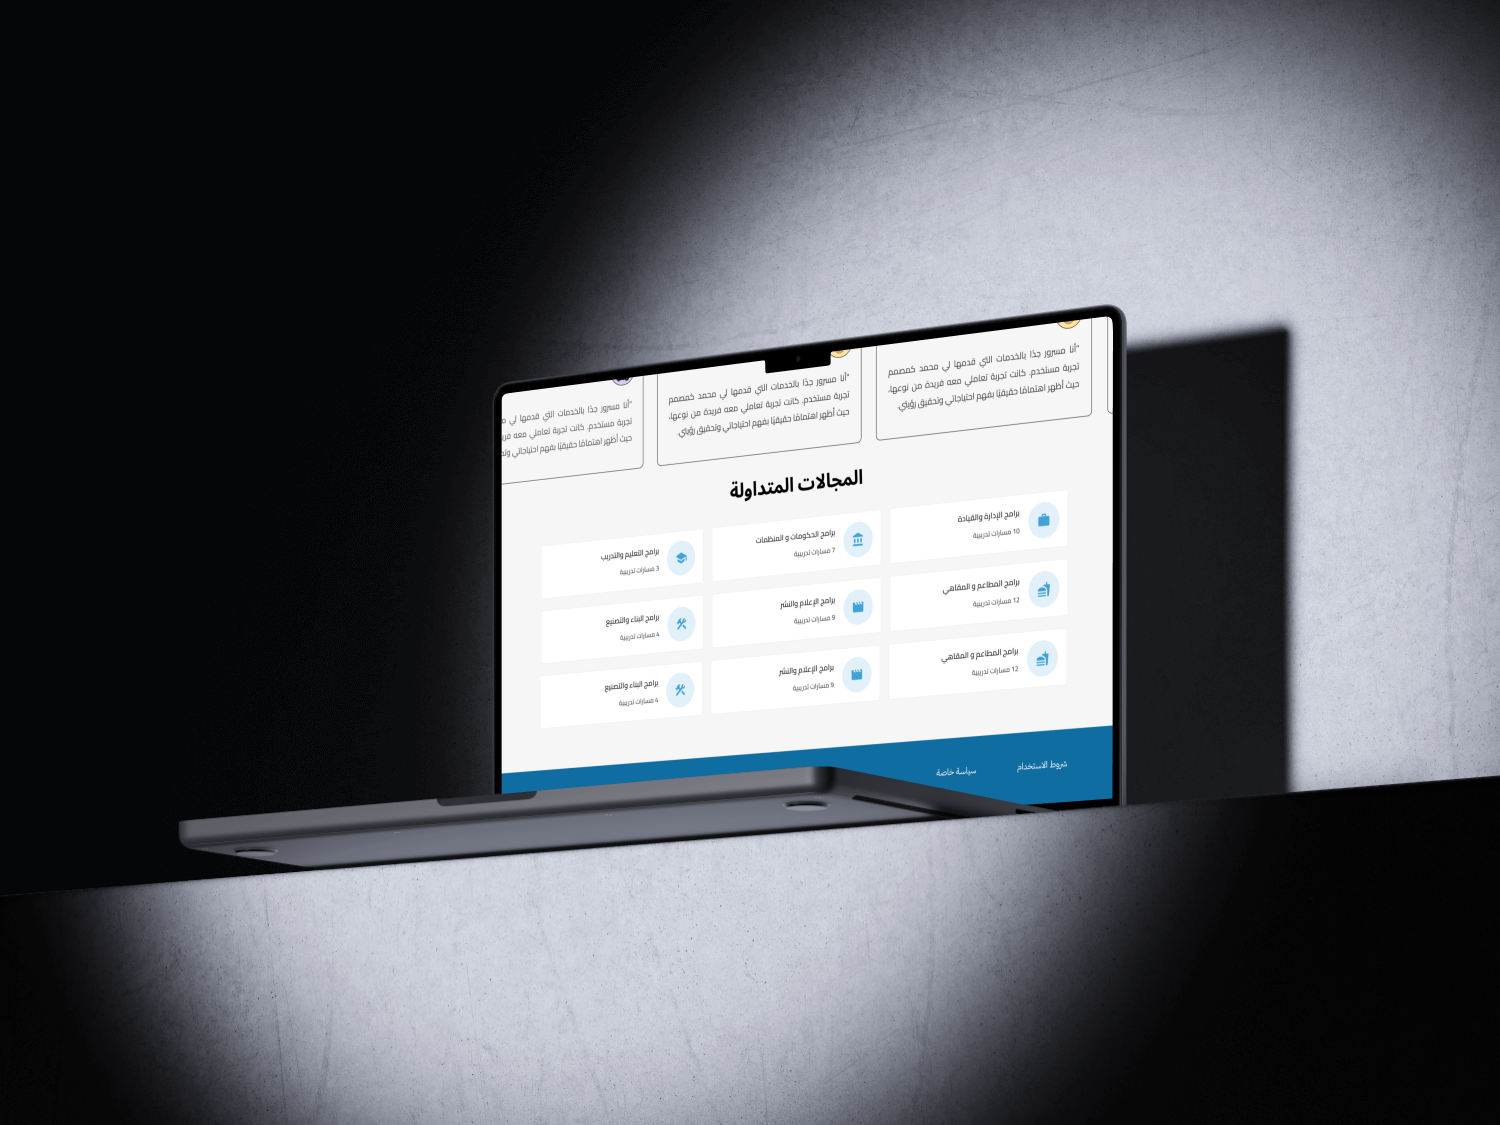 "أنا مسرور جدًا بالخدمات التي قدمها لي محمد كمصمم
تجربة مستخدم. كانت تجربة تعاملي معه فريدة من نوعها،
حيث أظهر اهتمامًا حقيقيًا بفهم احتياجاتي وتحقيق رؤيتي.
"أنا مسرور جدًا بالخدمات التي قدمها لي محمد كمصمم
تجربة مستخدم. كانت تجربة تعاملي معه فريدة من نوعها،
حيث أظهر اهتمامًا حقيقيًا بفهم احتياجاتي وتحقيق رؤيتي.
"أنا مسرور جدًا بالخدمات التي قدمها لي
تجربة مستخدم. كانت تجربة تعاملي معه
حيث أظهر اهتمامًا حقيقيًا بفهم احتياجاتي
المجالات المتداولة
برامج الإدارة والقيادة
10 مسارات تدريبية
برامج الحكومات و المنظمات
7 مسارات تدريبية
برامج التعليم والتدريب
3 مسارات تدريبية
برامج المطاعم و المقاهي
12 مسارات تدريبية
برامج الإعلام والنشر
9 مسارات تدريبية
برامج البناء والتصنيع
4 مسارات تدريبية
برامج المطاعم و المقاهي
12 مسارات تدريبية
برامج الإعلام والنشر
9 مسارات تدريبية
برامج البناء والتصنيع
4 مسارات تدريبية
شروط الاستخدام
سياسة خاصة